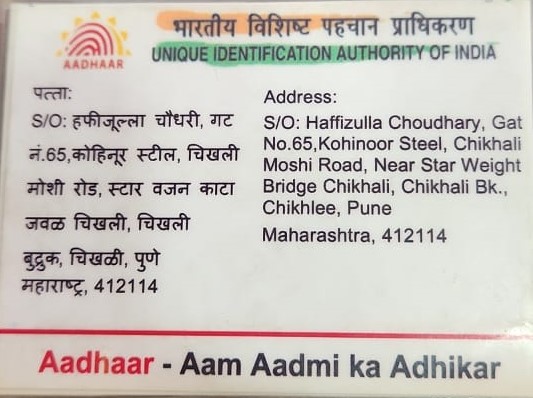 भारतीय विशिष्ट पहचान प्राधिकरण
UNIQUE IDENTIFICATION AUTHORITY OF INDIA
AADHAAR
पत्ताः
S/O: हफीजूल्ला चौधरी, गट
नं.65,कोहिनूर स्टील, चिखली
मोशी रोड, स्टार वजन काटा
जवळ चिखली, चिखली
बुद्रुक, चिखळी, पुणे
महाराष्ट्र, 412114
Address:
S/O: Haffizulla Choudhary, Gat
No.65,Kohinoor Steel, Chikhali
Moshi Road, Near Star Weight
Bridge Chikhali, Chikhali Bk.,
Chikhlee, Pune
Maharashtra, 412114
Aadhaar - Aam Aadmi ka Adhikar